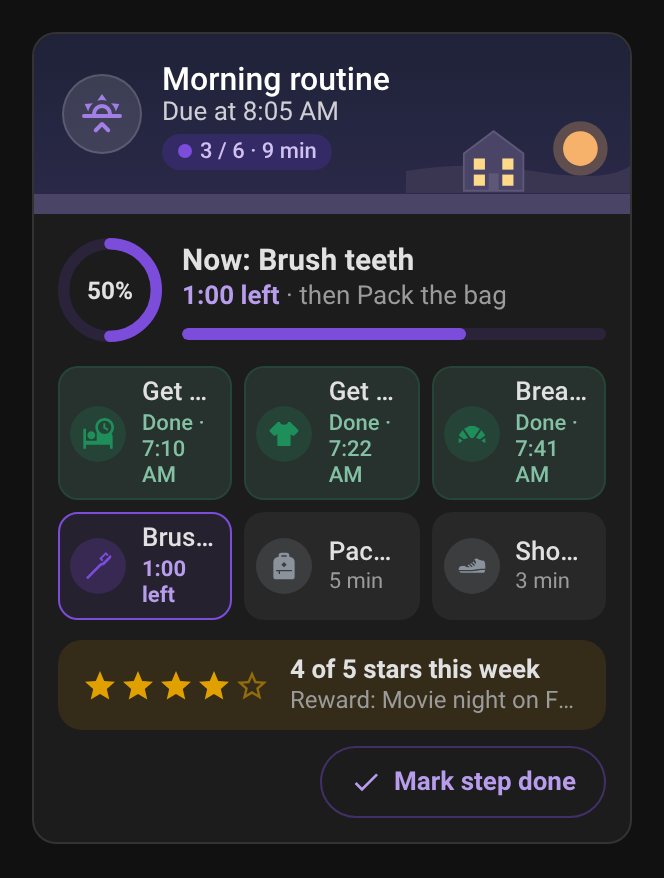 Morning routine
Due at 8:05 AM
3 / 6 · 9 min
50%
Now: Brush teeth
1:00 left · then Pack the bag
Get ...
Done ·
7:10
AM
Get ...
Done ·
7:22
AM
Brea...
Done ·
7:41
AM
Brus...
1:00
left
Pac...
5 min
Sho...
3 min
4 of 5 stars this week
Reward: Movie night on F...
Mark step done